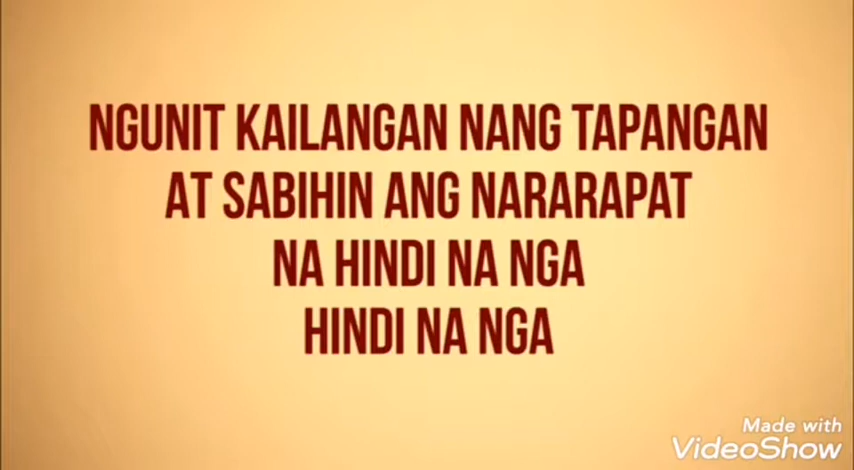 NGUNIT KAILANGAN NANG TAPANGAN
AT SABIHIN ANG NARARAPAT
NA HINDI NA NGA
HINDI NA NGA
Made with
VideoShow